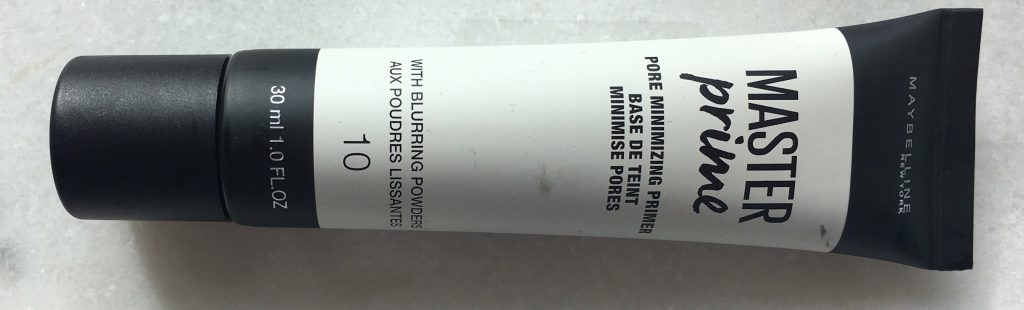 MAYBELLINE
NEW YORK
MASTER
prime
PORE MINIMIZING PRIMER
BASE DE TEINT
MINIMISE PORES
10
WITH BLURRING POWDERS
AUX POUDRES LISSANTES
30 ml 1.0 FL.OZ